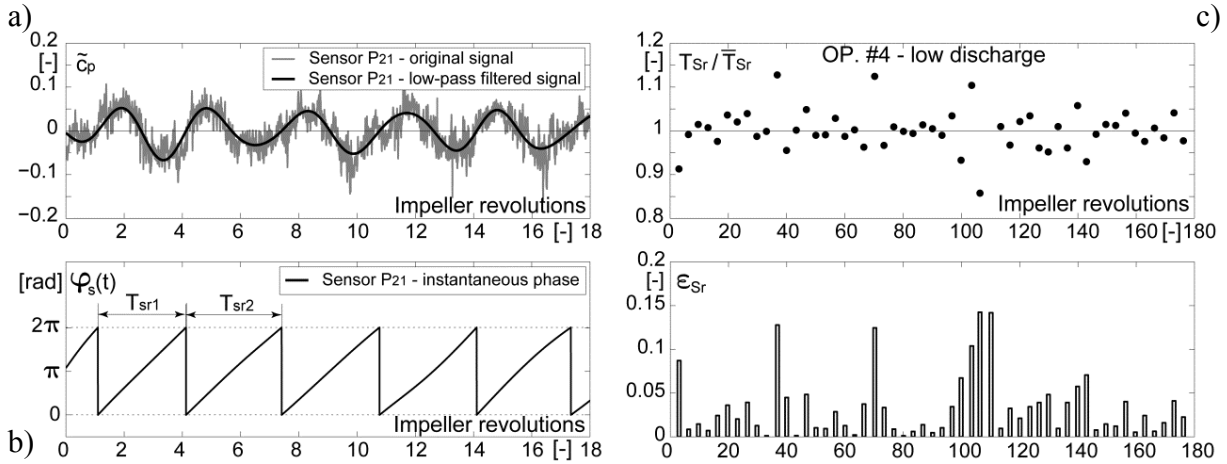 a)
0.2
[-]
c̃p
0.1
0
−0.1
−0.2
Sensor P21 - original signal
Sensor P21 - low-pass filtered signal
Impeller revolutions
0 2 4 6 8 10 12 14 16 [-] 18
b)
[rad]
φs(t)
2π
π
0
Tsr1
Tsr2
Sensor P21 - instantaneous phase
Impeller revolutions
0 2 4 6 8 10 12 14 16 [-] 18
c)
1.2
[-]
1.1
1
0.9
0.8
TSr / T̅Sr
OP. #4 - low discharge
Impeller revolutions
0 20 40 60 80 100 120 140 160 [-] 180
[-]
εSr
0.15
0.1
0.05
0
0 20 40 60 80 100 120 140 160 180